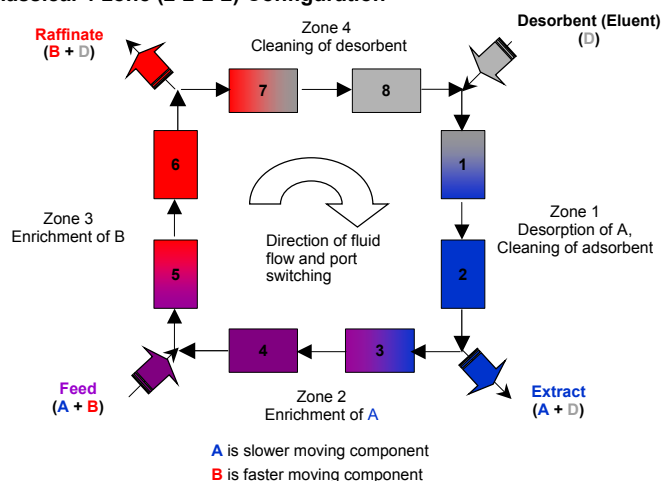 4 Zone (2-2-2-2) Configuration
Raffinate
(B + D)
Zone 4
Cleaning of desorbent
Desorbent (Eluent)
(D)
7
8
6
1
Zone 3
Enrichment of B
Direction of fluid
flow and port
switching
Zone 1
Desorption of A,
Cleaning of adsorbent
5
2
4
3
Feed
(A + B)
Zone 2
Enrichment of A
Extract
(A + D)
A is slower moving component
B is faster moving component